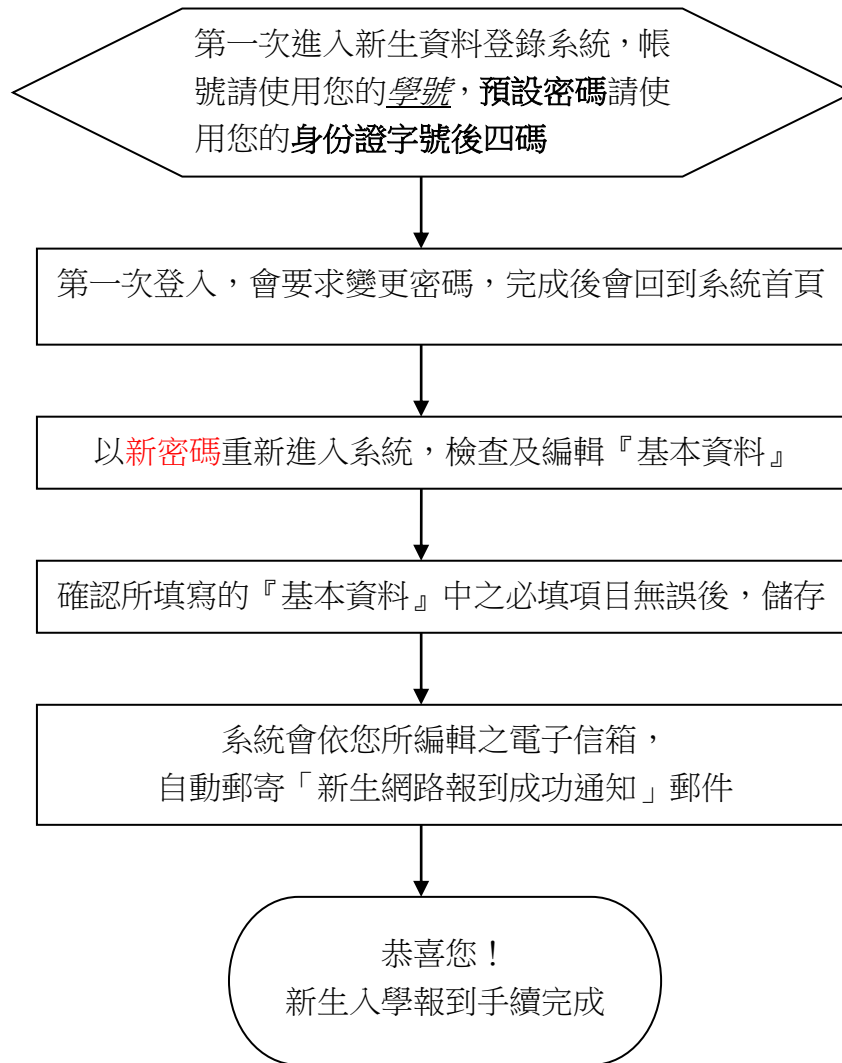 第一次進入新生資料登錄系統，帳
號請使用您的學號，預設密碼請使
用您的身份證字號後四碼
第一次登入，會要求變更密碼，完成後會回到系統首頁
以新密碼重新進入系統，檢查及編輯『基本資料』
確認所填寫的『基本資料』中之必填項目無誤後，儲存
系統會依您所編輯之電子信箱，
自動郵寄「新生網路報到成功通知」郵件
恭喜您！
新生入學報到手續完成